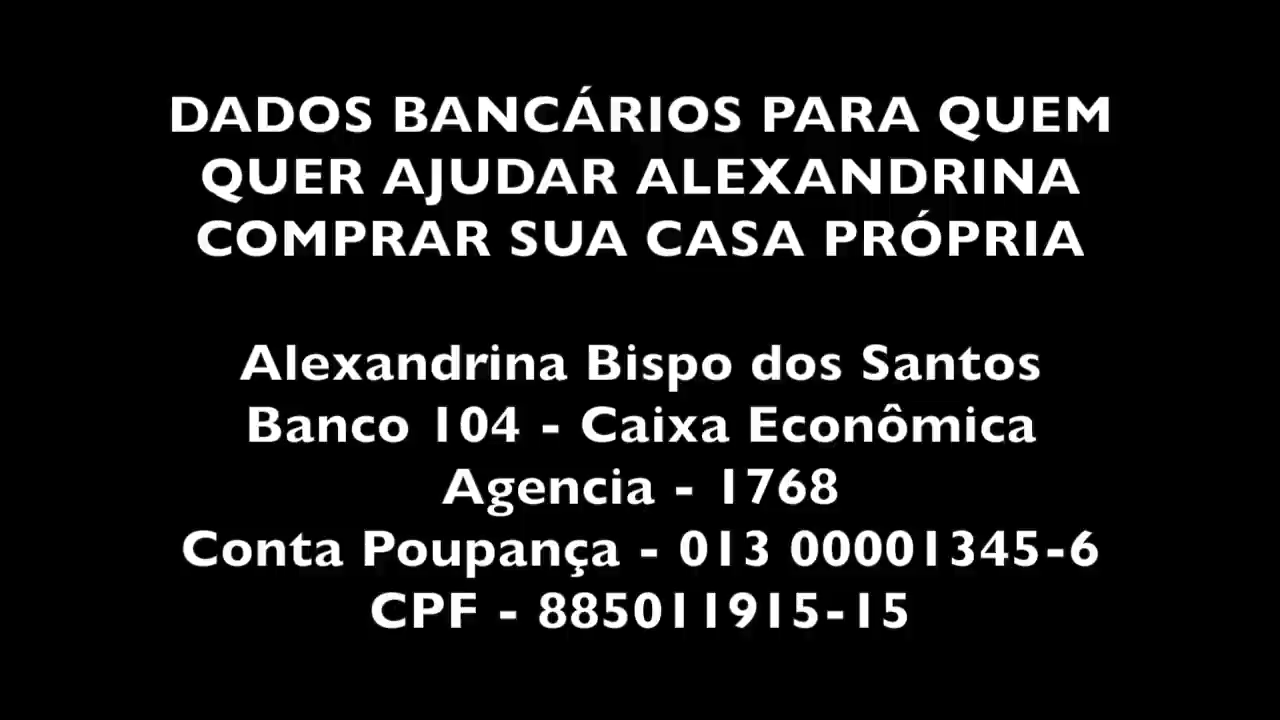 DADOS BANCÁRIOS PARA QUEM
QUER AJUDAR ALEXANDRINA
COMPRAR SUA CASA PRÓPRIA
Alexandrina Bispo dos Santos
Banco 104 - Caixa Econômica
Agencia - 1768
Conta Poupança - 013 00001345-6
CPF - 885011915-15